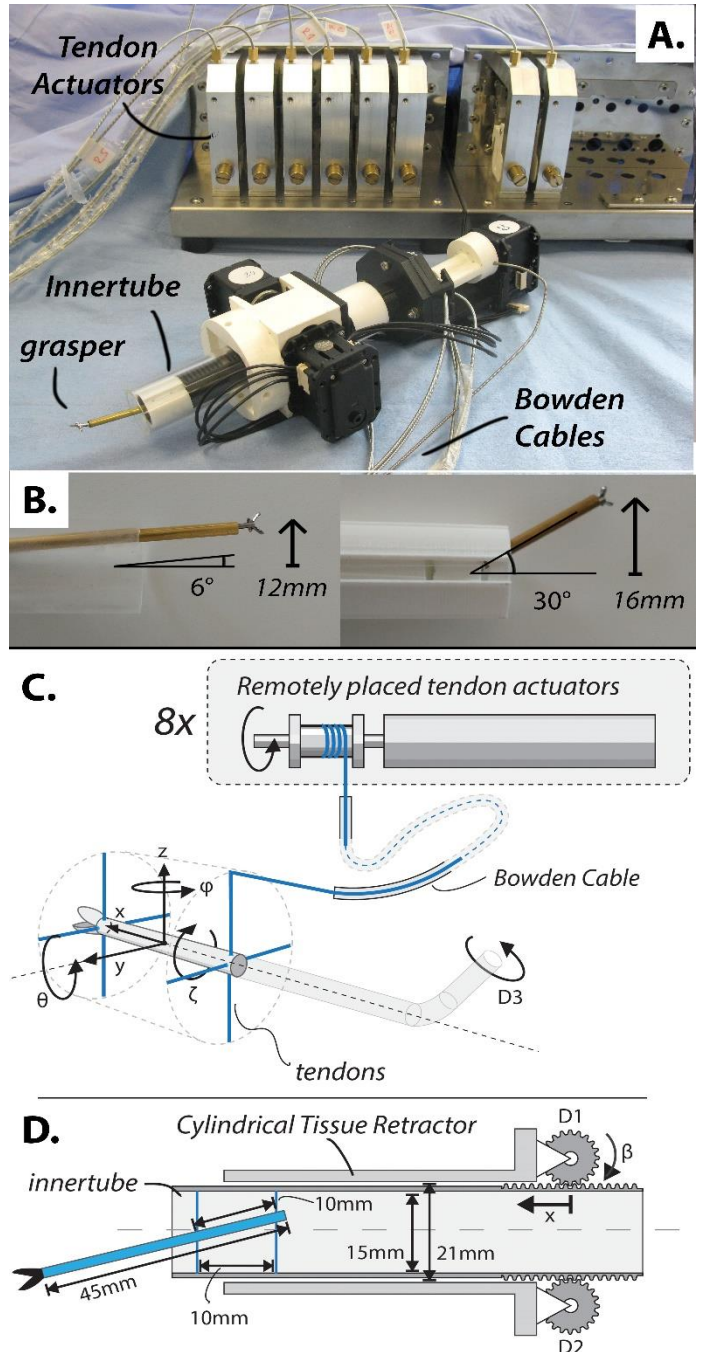 A.
Tendon
Actuators
Innertube
grasper
Bowden
Cables
B.
6°
12mm
30°
16mm
C.
Remotely placed tendon actuators
8x
Bowden Cable
z
φ
x
y
θ
ζ
D3
tendons
D.
Cylindrical Tissue Retractor
D1
β
innertube
10mm
x
15mm
21mm
45mm
10mm
D2